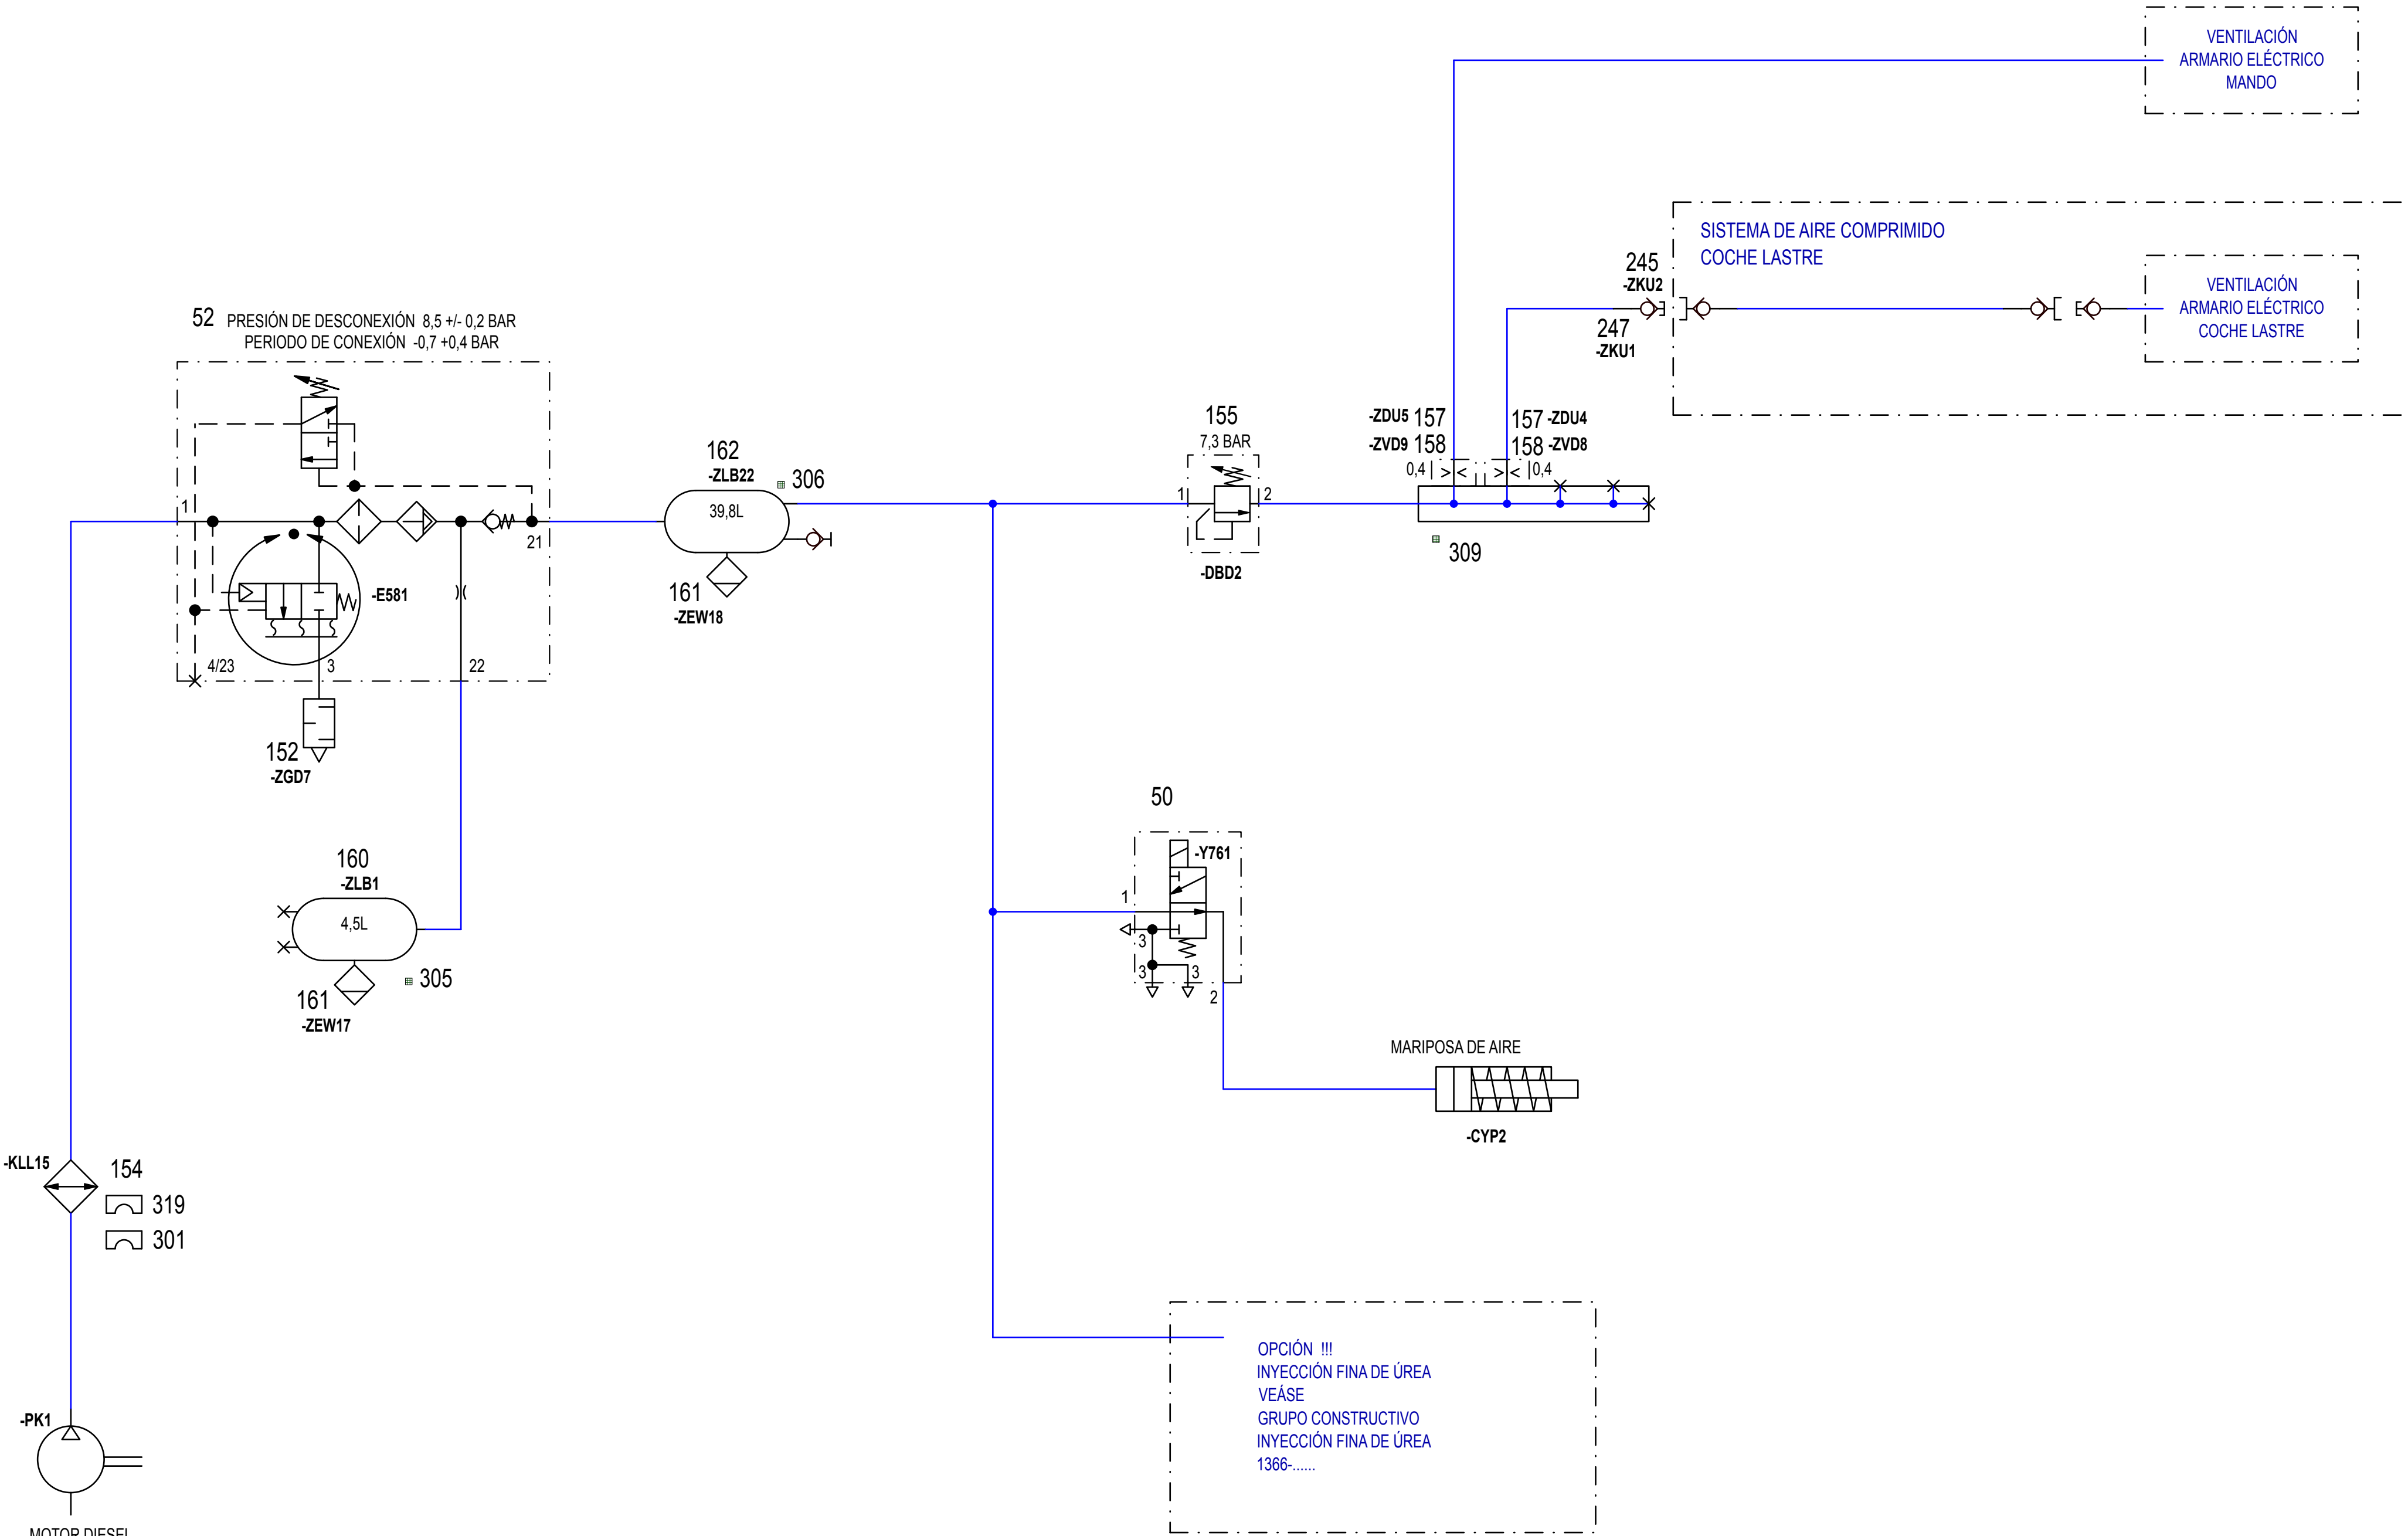 VENTILACIÓN
ARMARIO ELÉCTRICO
MANDO
SISTEMA DE AIRE COMPRIMIDO
COCHE LASTRE
245
-ZKU2
247
-ZKU1
VENTILACIÓN
ARMARIO ELÉCTRICO
COCHE LASTRE
52 PRESIÓN DE DESCONEXIÓN 8,5 +/- 0,2 BAR
PERIODO DE CONEXIÓN -0,7 +0,4 BAR
1
21
-E581
4/23
3
22
152
-ZGD7
162
-ZLB22
306
39,8L
161
-ZEW18
155
7,3 BAR
1
2
-DBD2
-ZDU5 157
157 -ZDU4
-ZVD9 158
158 -ZVD8
0,4
0,4
309
160
-ZLB1
4,5L
305
161
-ZEW17
50
-Y761
1
3
3
3
2
MARIPOSA DE AIRE
-CYP2
-KLL15
154
319
301
-PK1
MOTOR DIESEL
OPCIÓN !!!
INYECCIÓN FINA DE ÚREA
VEÁSE
GRUPO CONSTRUCTIVO
INYECCIÓN FINA DE ÚREA
1366-......